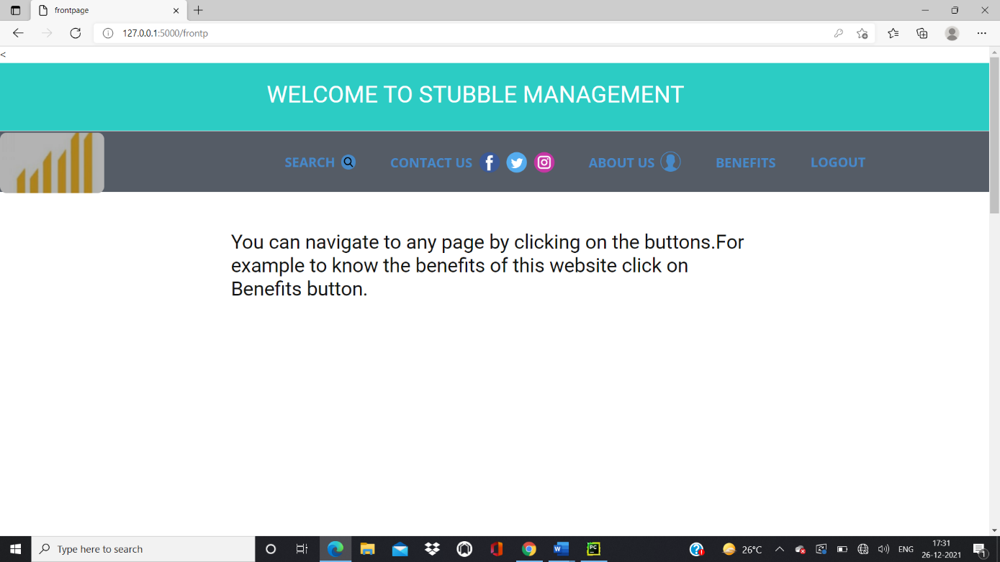 frontpage
127.0.0.1:5000/frontp
<
WELCOME TO STUBBLE MANAGEMENT
SEARCH CONTACT US ABOUT US BENEFITS LOGOUT
You can navigate to any page by clicking on the buttons.For
example to know the benefits of this website click on
Benefits button.
Type here to search
26°C ENG
17:31
26-12-2021
1